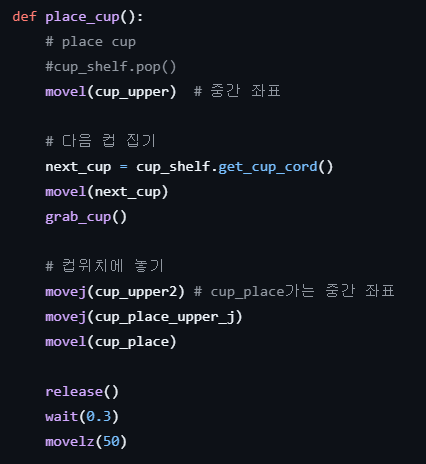 def place_cup():
    # place cup
    #cup_shelf.pop()
    movel(cup_upper)  # 중간 좌표
    # 다음 컵 집기
    next_cup = cup_shelf.get_cup_cord()
    movel(next_cup)
    grab_cup()
    # 컵위치에 놓기
    movej(cup_upper2) # cup_place가는 중간 좌표
    movej(cup_place_upper_j)
    movel(cup_place)
    release()
    wait(0.3)
    movelz(50)